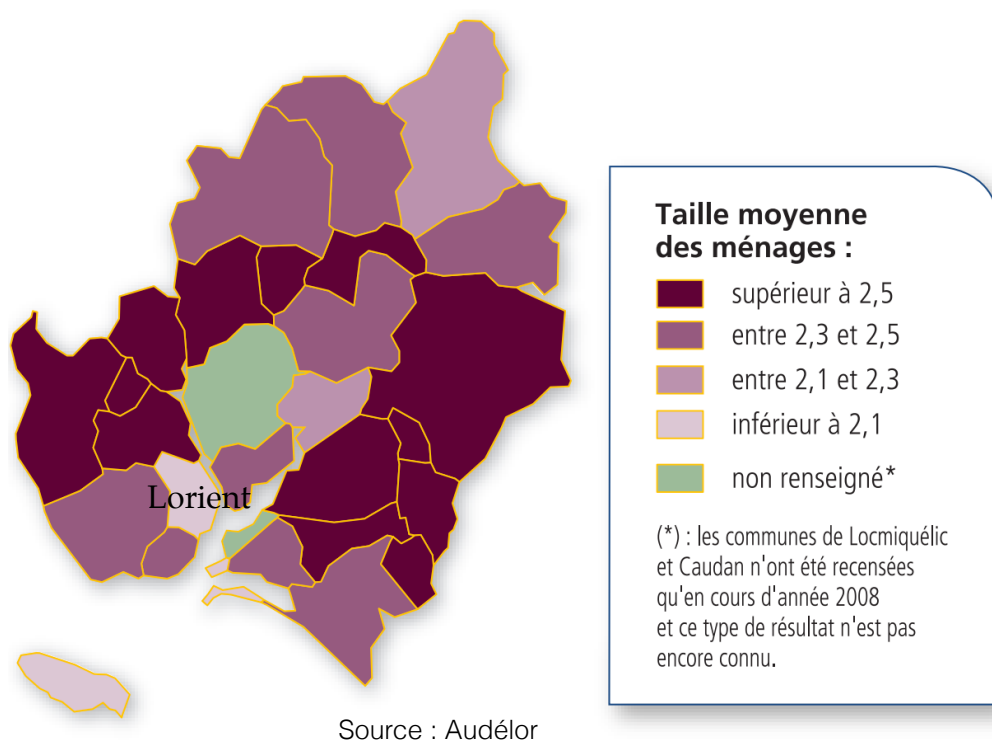 Lorient
Taille moyenne
des ménages :
supérieur à 2,5
entre 2,3 et 2,5
entre 2,1 et 2,3
inférieur à 2,1
non renseigné*
(*) : les communes de Locmiquélic
et Caudan n'ont été recensées
qu'en cours d'année 2008
et ce type de résultat n'est pas
encore connu.
Source : Audélor